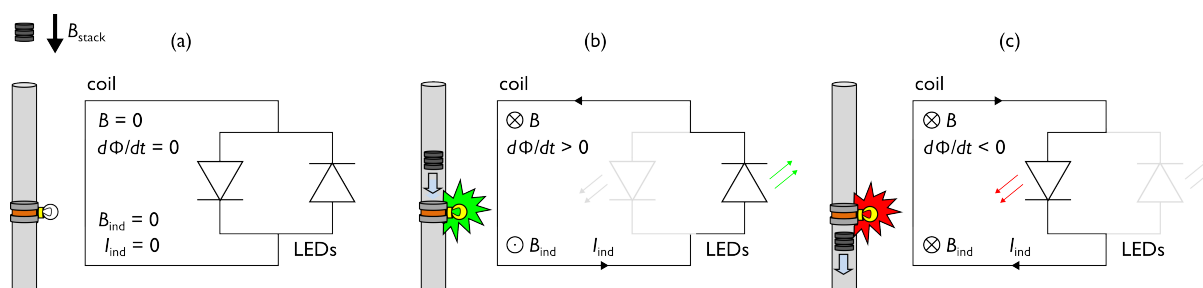 B_stack
(a)
coil
B = 0
dΦ/dt = 0
B_ind = 0
I_ind = 0
LEDs
(b)
coil
⊗ B
dΦ/dt > 0
⊙ B_ind
I_ind
LEDs
(c)
coil
⊗ B
dΦ/dt < 0
⊗ B_ind
I_ind
LEDs